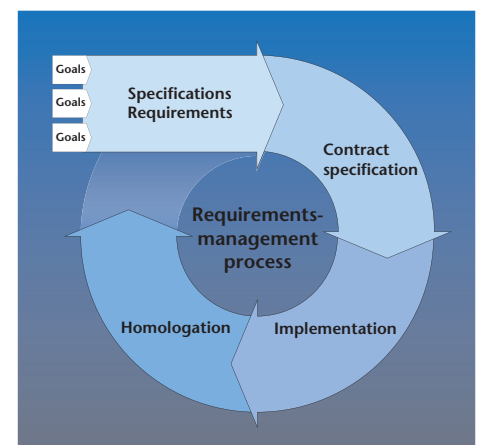 Goals
Goals
Goals
Specifications
Requirements
Contract
specification
Requirements-
management
process
Homologation
Implementation